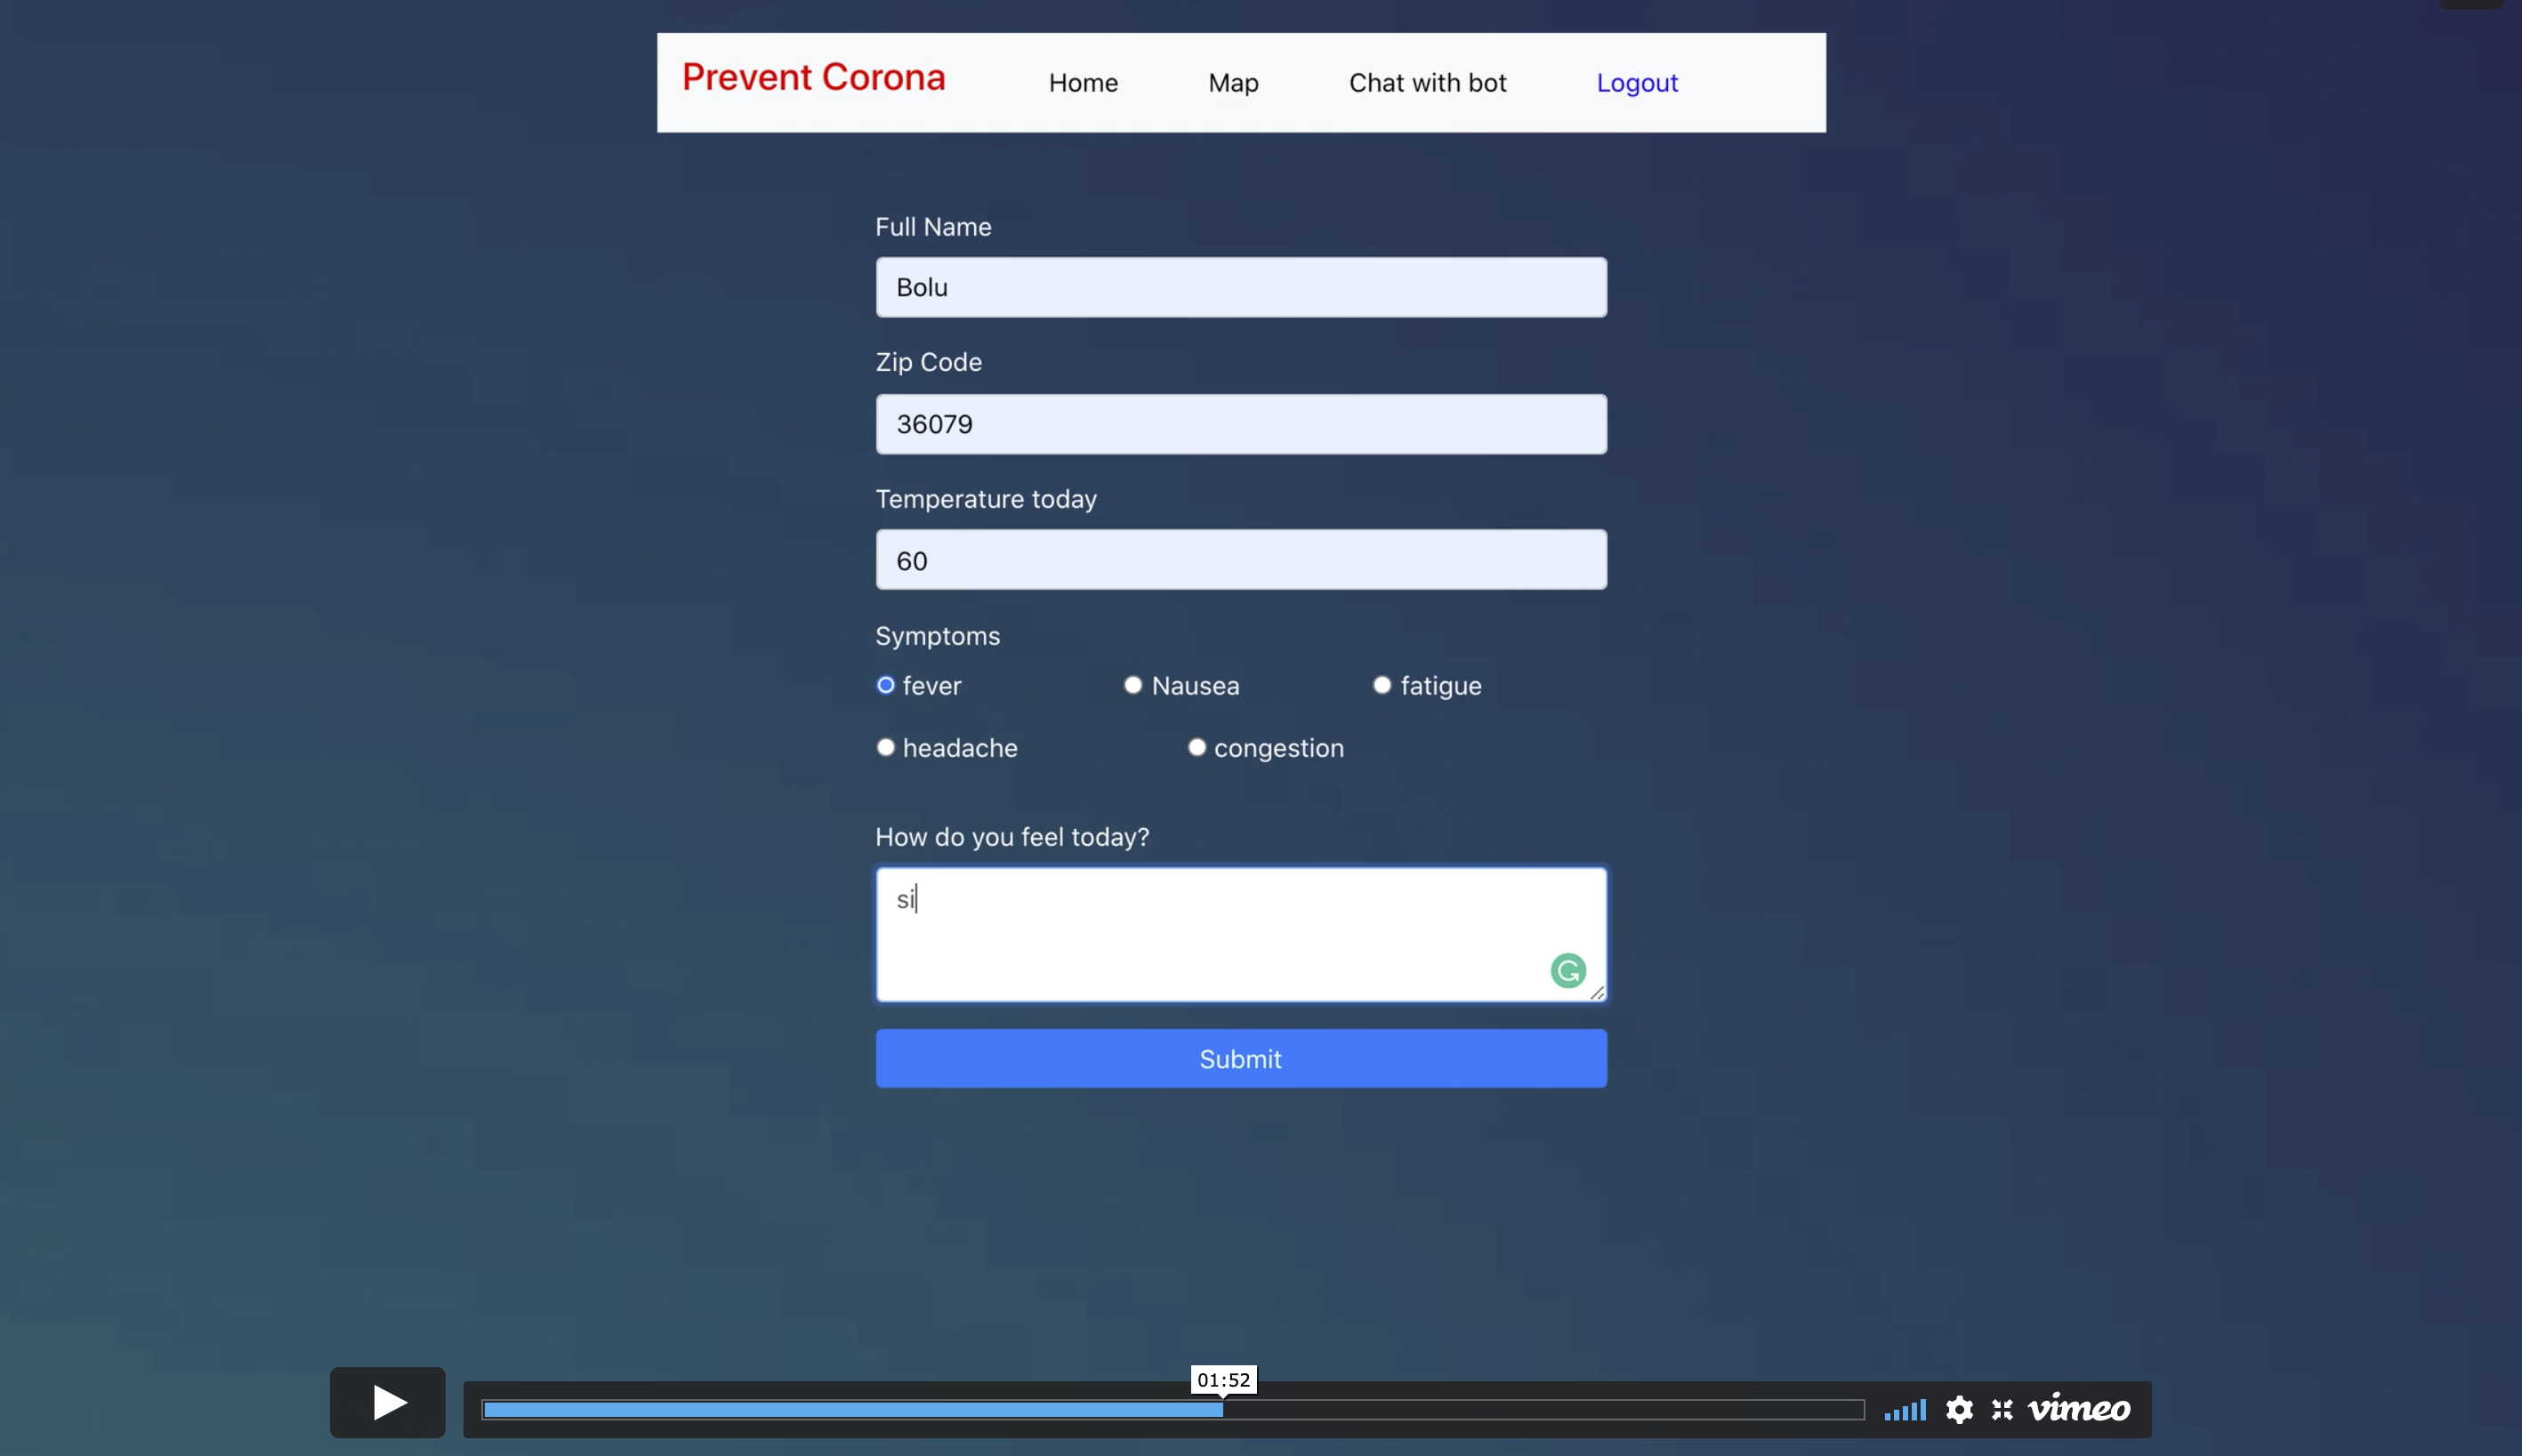 Prevent Corona Home Map Chat with bot Logout
Full Name
Bolu
Zip Code
36079
Temperature today
60
Symptoms
fever Nausea fatigue
headache congestion
How do you feel today?
si
Submit
01:52
vimeo